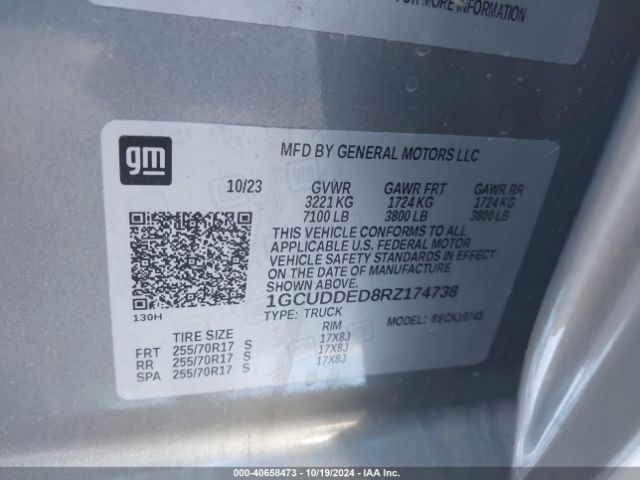 FOR MORE INFORMATION
gm
MFD BY GENERAL MOTORS LLC
10/23 GVWR GAWR FRT GAWR RR
3221 KG 1724 KG 1724 KG
7100 LB 3800 LB 3800 LB
THIS VEHICLE CONFORMS TO ALL
APPLICABLE U.S. FEDERAL MOTOR
VEHICLE SAFETY STANDARDS IN EFFECT
ON THE DATE OF MANUFACTURE
SHOWN ABOVE.
1GCUDDED8RZ174738
130H
TYPE: TRUCK MODEL:
TIRE SIZE RIM
FRT 255/70R17 S 17X8J
RR 255/70R17 S 17X8J
SPA 255/70R17 S 17X8J
000-40658473 - 10/19/2024 - IAA Inc.